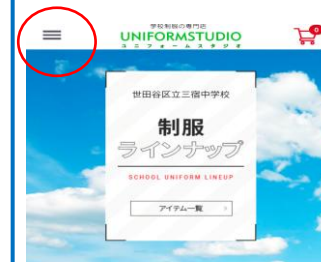 学校制服の専門店
UNIFORMSTUDIO
ユニフォームスタジオ
0
世田谷区立三宿中学校
制服
ラインナップ
SCHOOL UNIFORM LINEUP
アイテム一覧